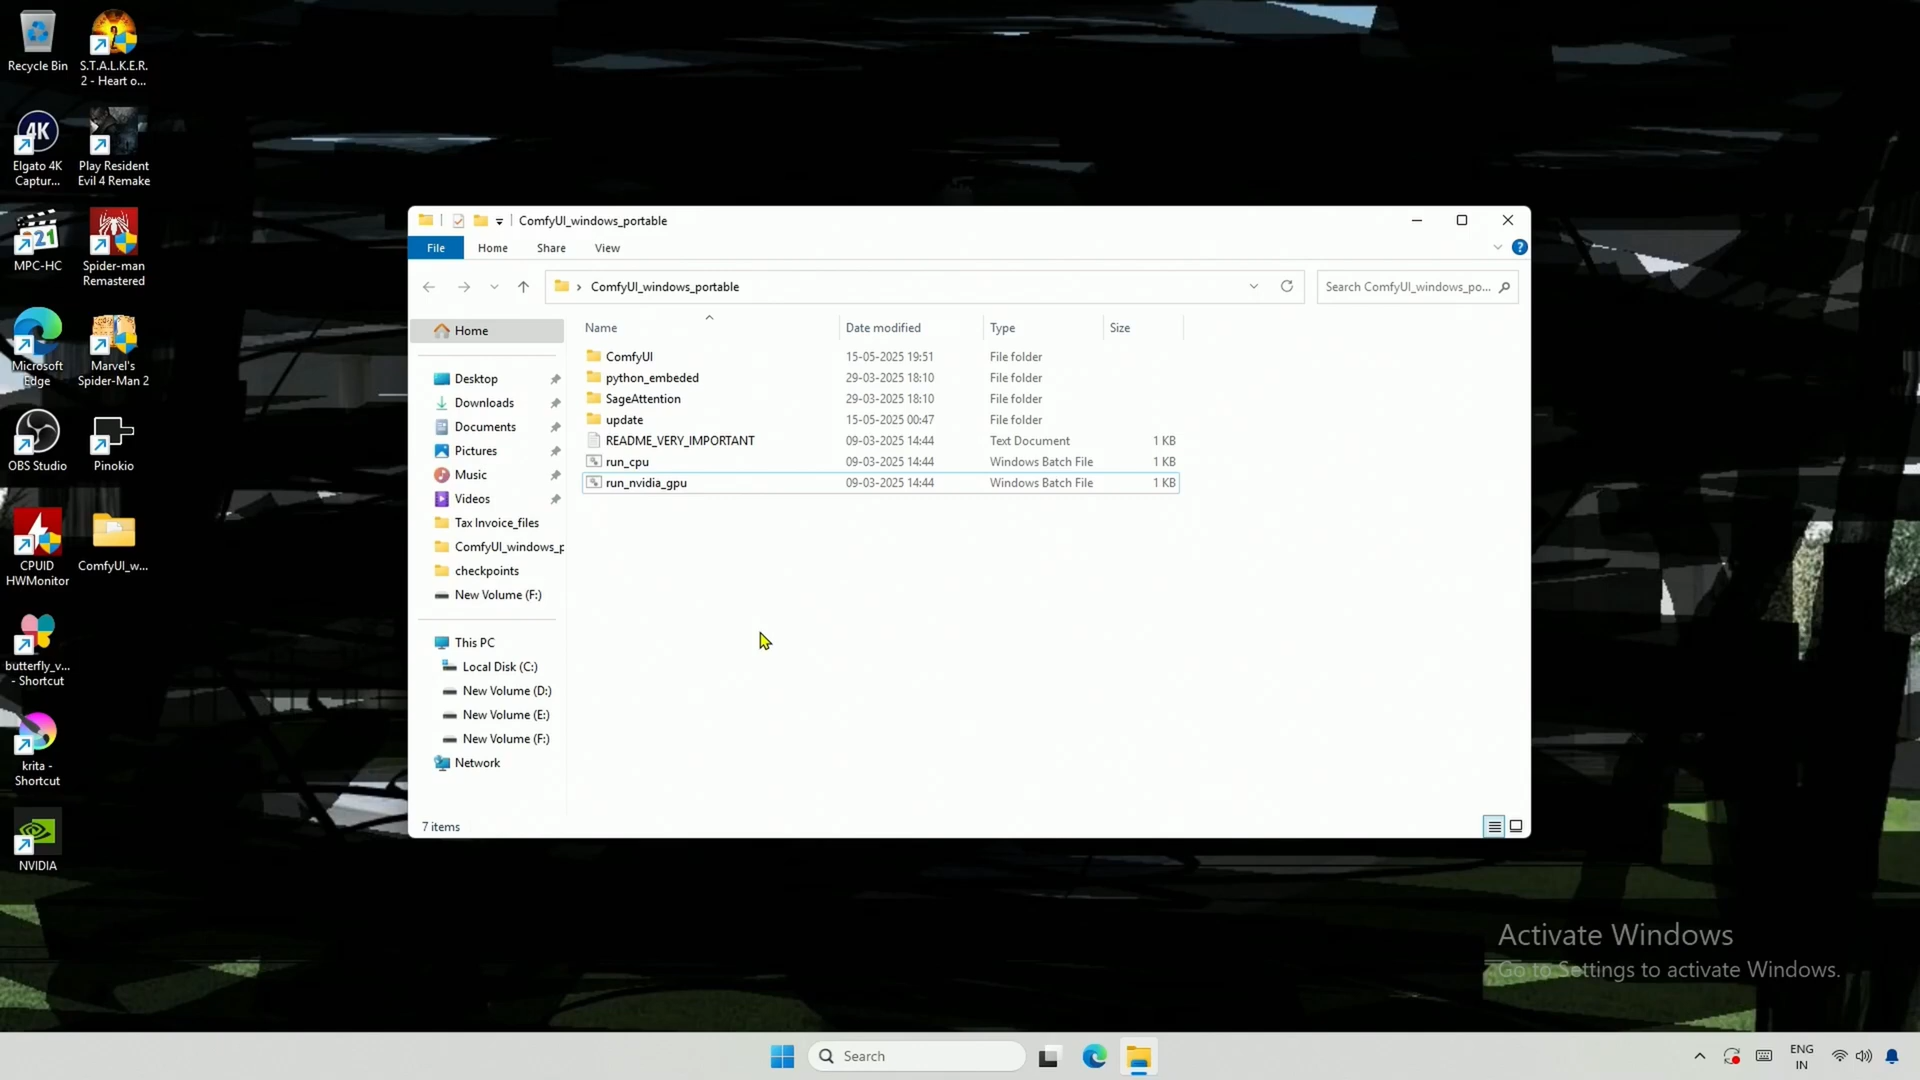 Recycle Bin
S.T.A.L.K.E.R.
2 - Heart o...
Elgato 4K
Captur...
Play Resident
Evil 4 Remake
MPC-HC
Spider-man
Remastered
Microsoft
Edge
Marvel's
Spider-Man 2
OBS Studio
Pinokio
CPUID
HWMonitor
ComfyUI_w...
butterfly_v...
- Shortcut
krita -
Shortcut
NVIDIA
ComfyUI_windows_portable
File
Home
Share
View
ComfyUI_windows_portable
Search ComfyUI_windows_po...
Home
Desktop
Downloads
Documents
Pictures
Music
Videos
Tax Invoice_files
ComfyUI_windows_p
checkpoints
New Volume (F:)
This PC
Local Disk (C:)
New Volume (D:)
New Volume (E:)
New Volume (F:)
Network
Name Date modified Type Size
ComfyUI 15-05-2025 19:51 File folder
python_embeded 29-03-2025 18:10 File folder
SageAttention 29-03-2025 18:10 File folder
update 15-05-2025 00:47 File folder
README_VERY_IMPORTANT 09-03-2025 14:44 Text Document 1 KB
run_cpu 09-03-2025 14:44 Windows Batch File 1 KB
run_nvidia_gpu 09-03-2025 14:44 Windows Batch File 1 KB
7 items
Activate Windows
Go to Settings to activate Windows.
Search
ENG
IN